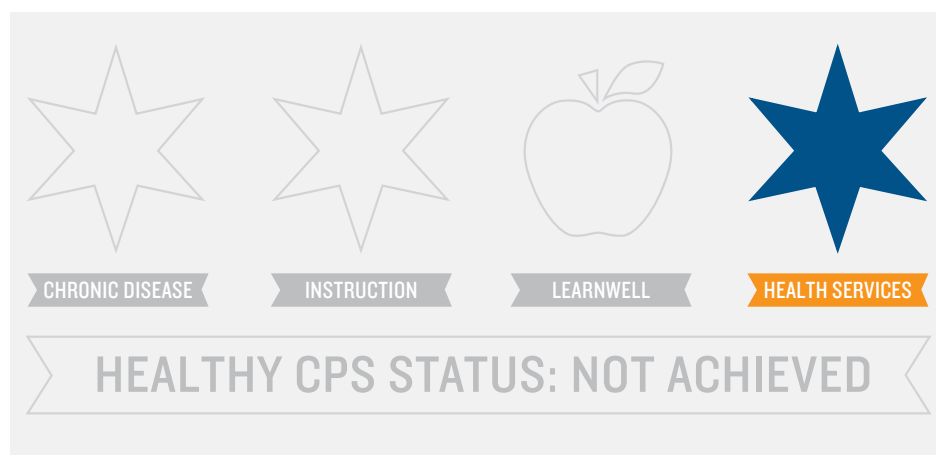 CHRONIC DISEASE
INSTRUCTION
LEARNWELL
HEALTH SERVICES
HEALTHY CPS STATUS: NOT ACHIEVED